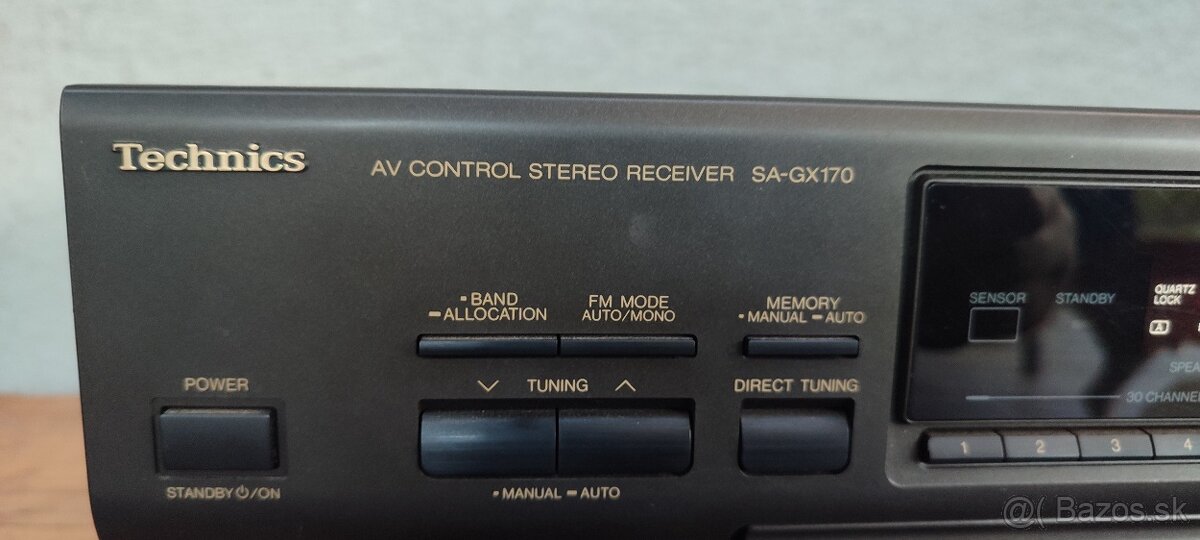 Technics
AV CONTROL STEREO RECEIVER SA-GX170
BAND
ALLOCATION
FM MODE
AUTO/MONO
MEMORY
MANUAL AUTO
SENSOR
STANDBY
QUARTZ
LOCK
A
POWER
TUNING
DIRECT TUNING
30
1 2 3 4
STANDBY⏻/ON
MANUAL AUTO
@( Bazos.sk